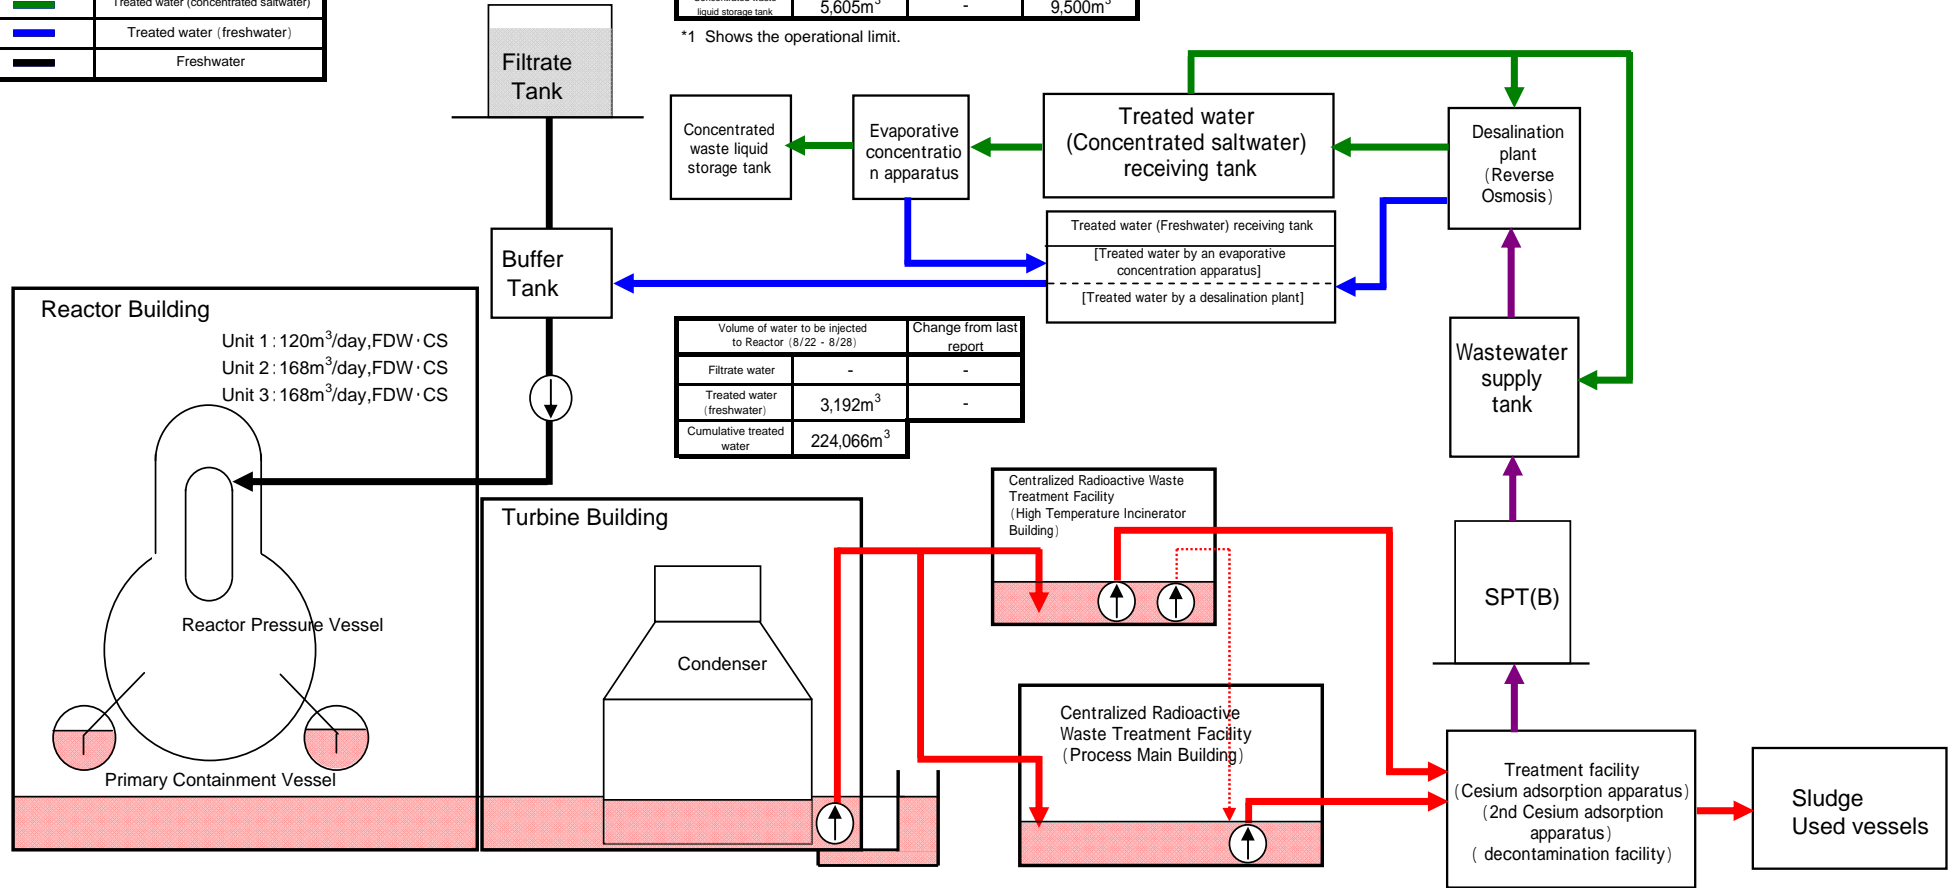 Treated water (concentrated saltwater)
Treated water (freshwater)
Freshwater
Concentrated waste
liquid storage tank
5,605m3
-
9,500m3
*1 Shows the operational limit.
Filtrate
Tank
Concentrated
waste liquid
storage tank
Evaporative
concentratio
n apparatus
Treated water
(Concentrated saltwater)
receiving tank
Desalination
plant
(Reverse
Osmosis)
Treated water (Freshwater) receiving tank
[Treated water by an evaporative
concentration apparatus]
[Treated water by a desalination plant]
Buffer
Tank
Reactor Building
Unit 1：120m3/day,FDW･CS
Unit 2：168m3/day,FDW･CS
Unit 3：168m3/day,FDW･CS
Volume of water to be injected
to Reactor (8/22 - 8/28)
Change from last
report
Filtrate water
-
-
Treated water
(freshwater)
3,192m3
-
Cumulative treated
water
224,066m3
Wastewater
supply
tank
Centralized Radioactive Waste
Treatment Facility
(High Temperature Incinerator
Building)
Turbine Building
SPT(B)
Reactor Pressure Vessel
Condenser
Centralized Radioactive
Waste Treatment Facility
(Process Main Building)
Primary Containment Vessel
Treatment facility
(Cesium adsorption apparatus)
(2nd Cesium adsorption
apparatus)
( decontamination facility)
Sludge
Used vessels